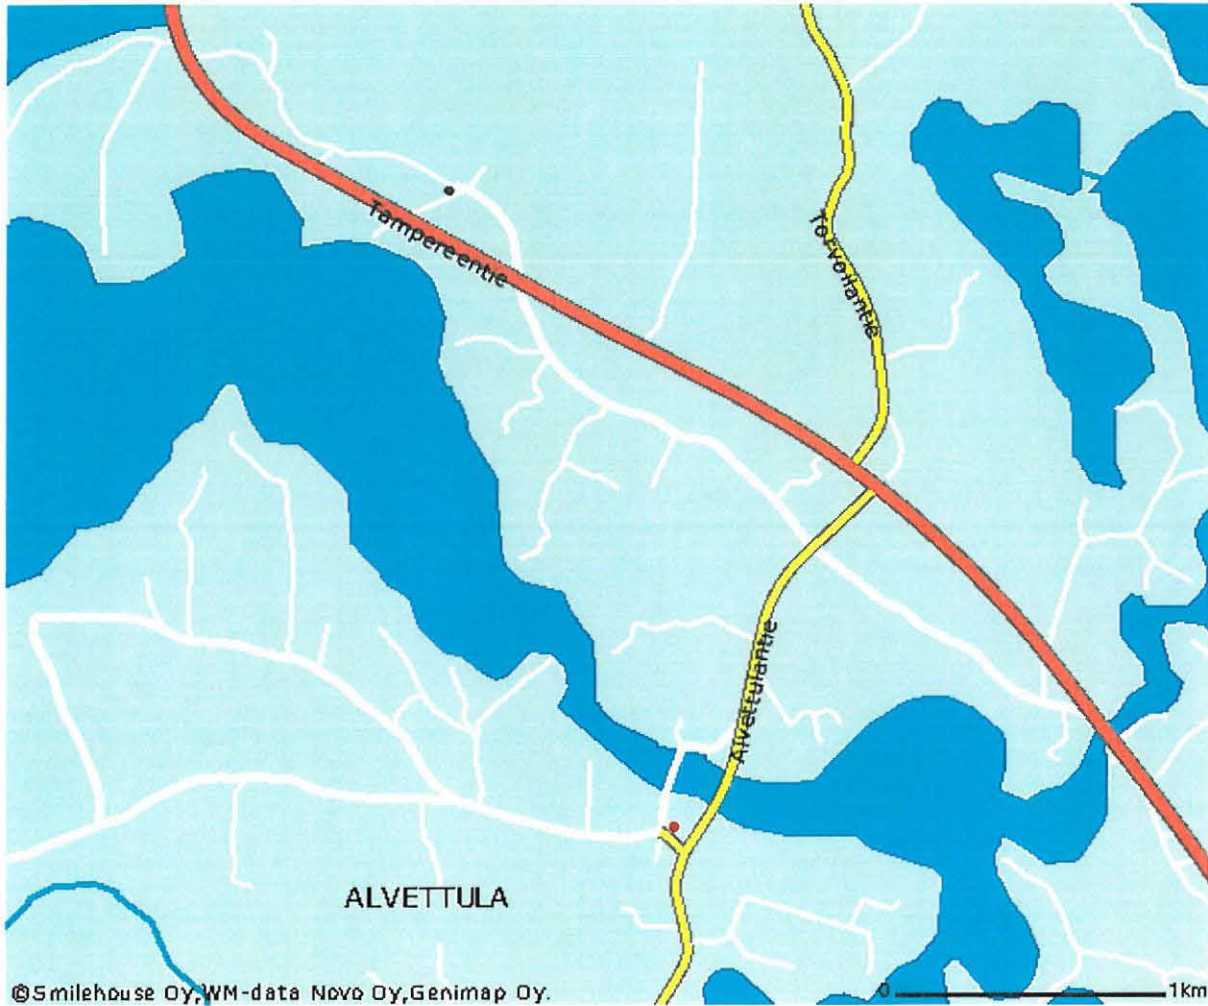 Tampereentie
Torvoilantie
Alvettulantie
ALVETTULA
©Smilehouse Oy,WM-data Novo Oy,Genimap Oy.
0 1km